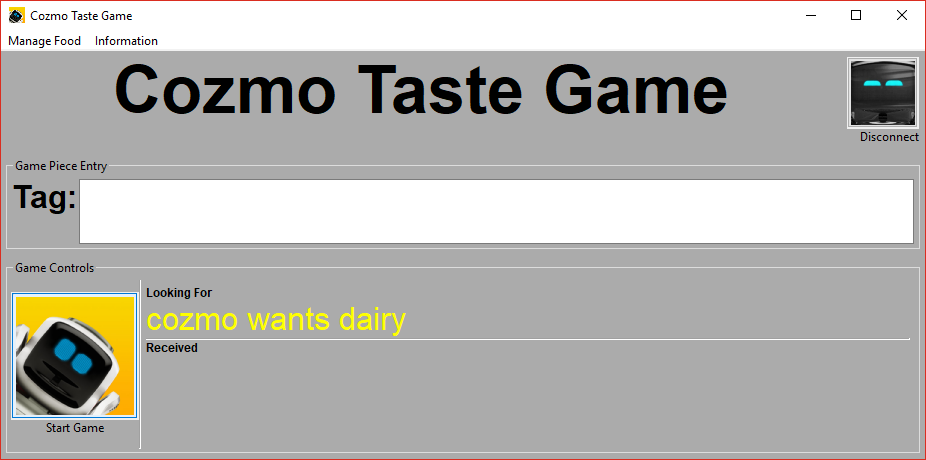 Cozmo Taste Game
Manage Food Information
Cozmo Taste Game
Disconnect
Game Piece Entry
Tag:
Game Controls
Looking For
cozmo wants dairy
Received
Start Game